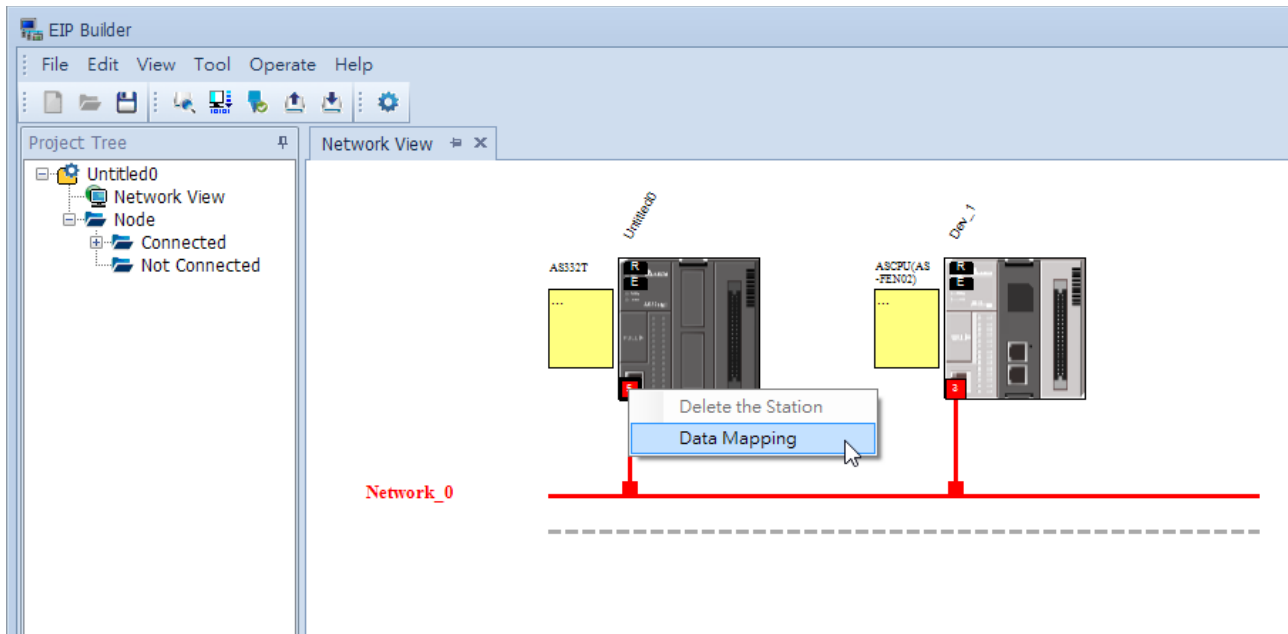 EIP Builder
File Edit View Tool Operate Help
Project Tree
Network View
Untitled0
Network View
Node
Connected
Not Connected
Untitled0
Dev_1
AS332T
...
R
E
ASCPU(AS
-FEN02)
...
R
E
3
Delete the Station
Data Mapping
Network_0